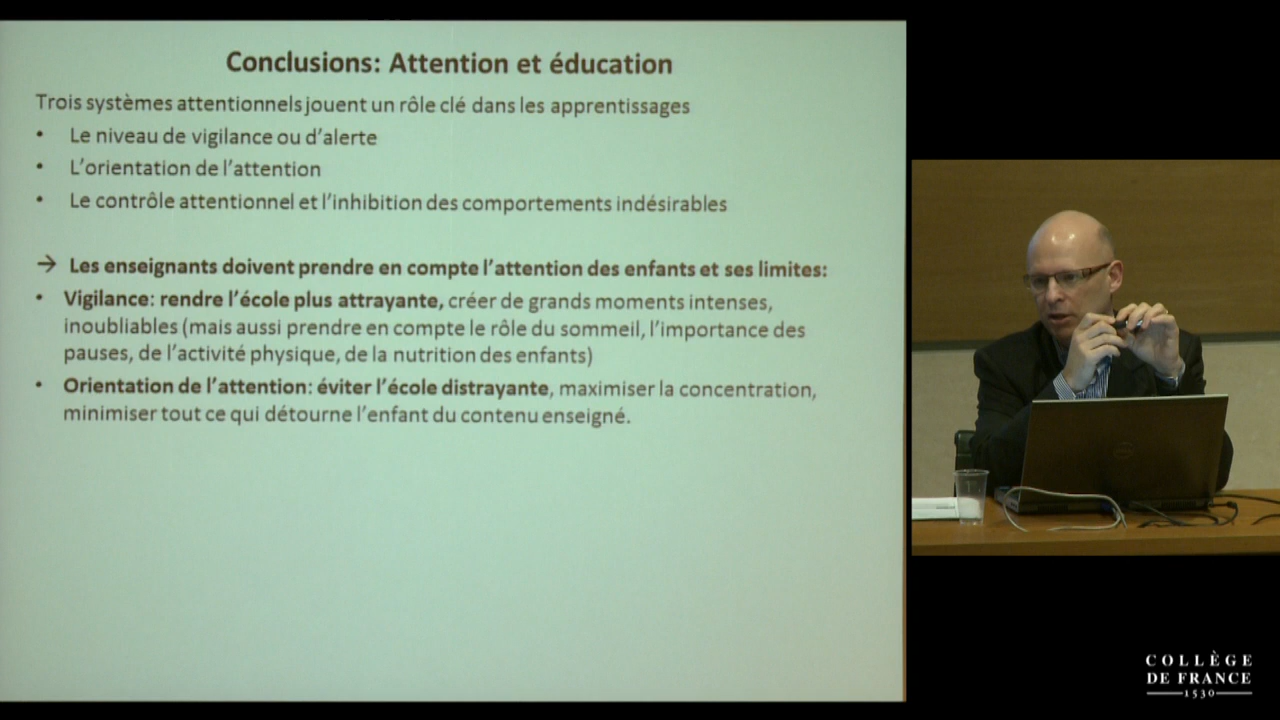 Conclusions: Attention et éducation
Trois systèmes attentionnels jouent un rôle clé dans les apprentissages
• Le niveau de vigilance ou d'alerte
• L'orientation de l'attention
• Le contrôle attentionnel et l'inhibition des comportements indésirables
→ Les enseignants doivent prendre en compte l'attention des enfants et ses limites:
• Vigilance: rendre l'école plus attrayante, créer de grands moments intenses,
inoubliables (mais aussi prendre en compte le rôle du sommeil, l'importance des
pauses, de l'activité physique, de la nutrition des enfants)
• Orientation de l'attention: éviter l'école distrayante, maximiser la concentration,
minimiser tout ce qui détourne l'enfant du contenu enseigné.
COLLÈGE
DE FRANCE
1530